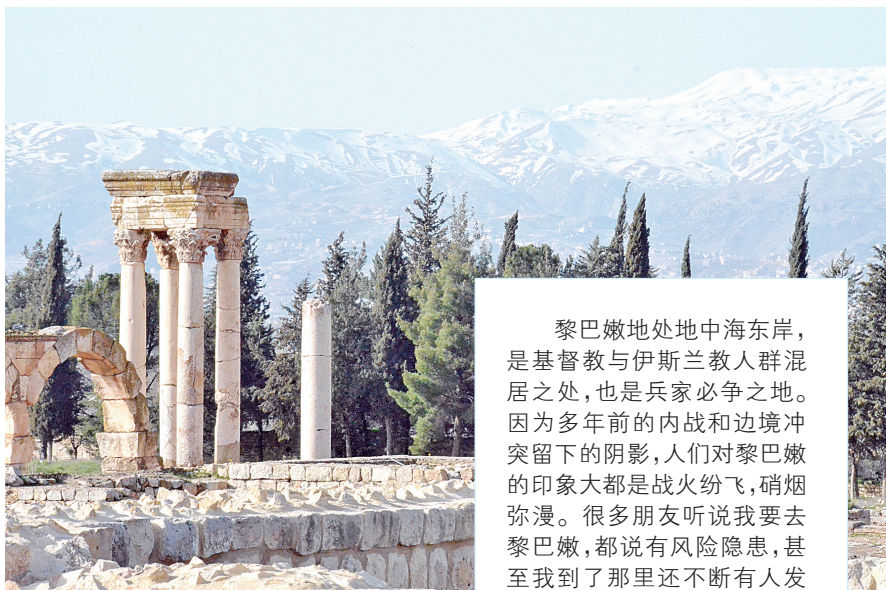 黎巴嫩地处地中海东岸，
是基督教与伊斯兰教人群混
居之处，也是兵家必争之地。
因为多年前的内战和边境冲
突留下的阴影，人们对黎巴嫩
的印象大都是战火纷飞，硝烟
弥漫。很多朋友听说我要去
黎巴嫩，都说有风险隐患，甚
至我到了那里还不断有人发